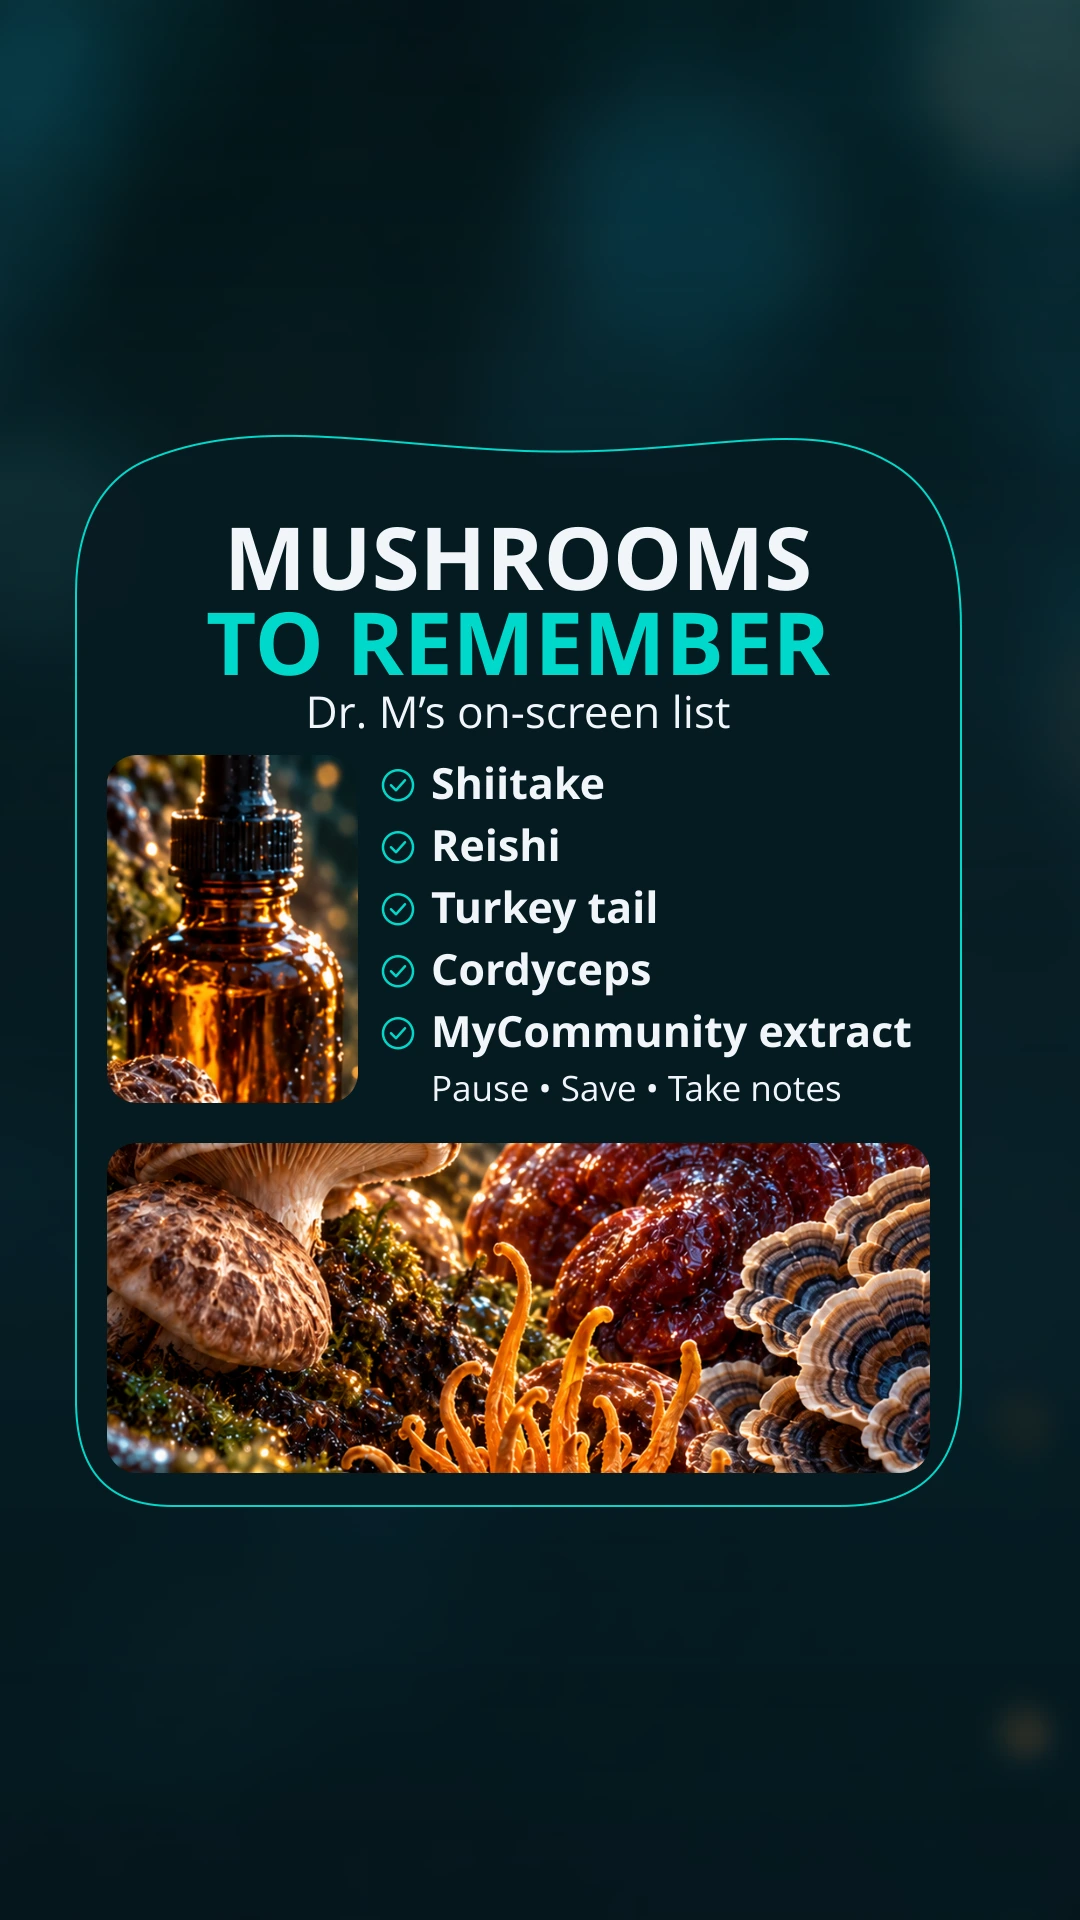 MUSHROOMS
TO REMEMBER
Dr. M’s on-screen list
Shiitake
Reishi
Turkey tail
Cordyceps
MyCommunity extract
Pause • Save • Take notes